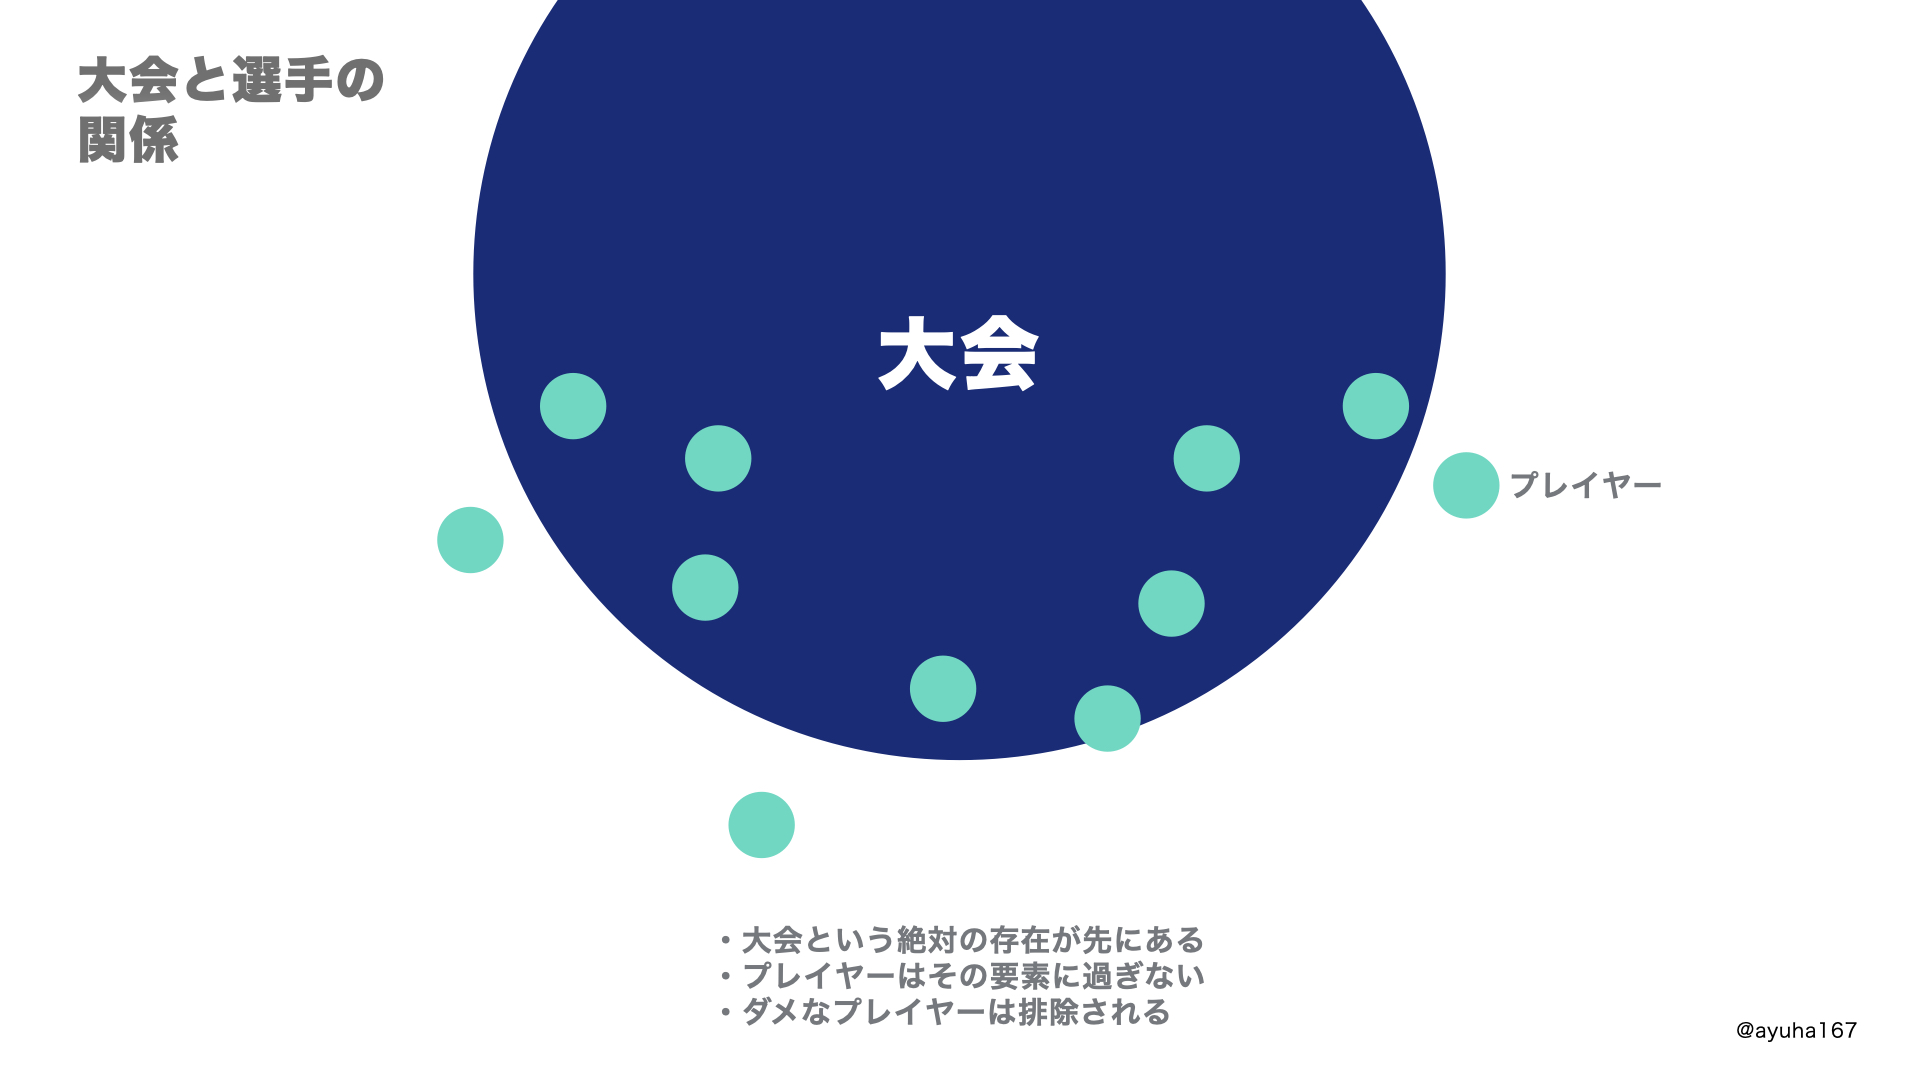 大会と選手の
関係
大会
プレイヤー
・大会という絶対の存在が先にある
・プレイヤーはその要素に過ぎない
・ダメなプレイヤーは排除される
@ayuha167